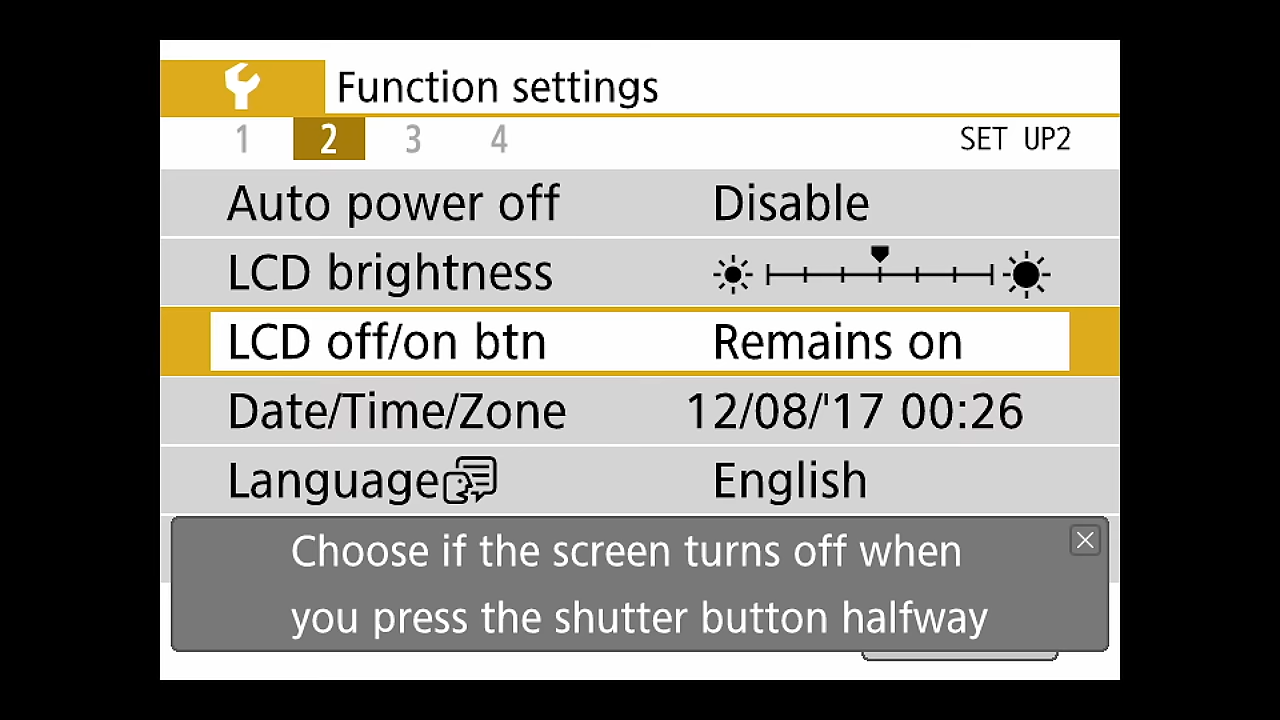 Function settings
1 2 3 4 SET UP2
Auto power off Disable
LCD brightness
LCD off/on btn Remains on
Date/Time/Zone 12/08/'17 00:26
Language English
Choose if the screen turns off when
you press the shutter button halfway